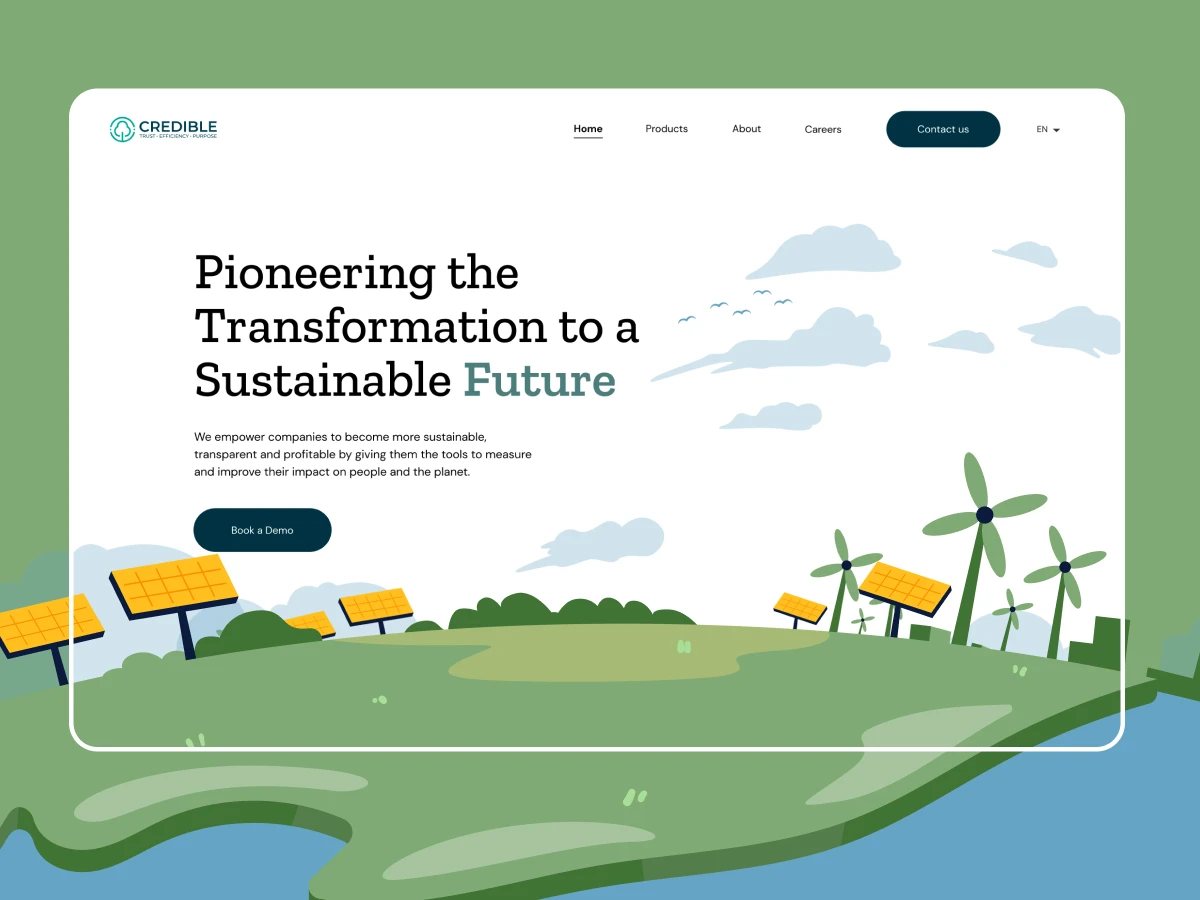 CREDIBLE
TRUST · EFFICIENCY · PURPOSE
Home
Products
About
Careers
Contact us
EN
Pioneering the
Transformation to a
Sustainable Future
We empower companies to become more sustainable,
transparent and profitable by giving them the tools to measure
and improve their impact on people and the planet.
Book a Demo